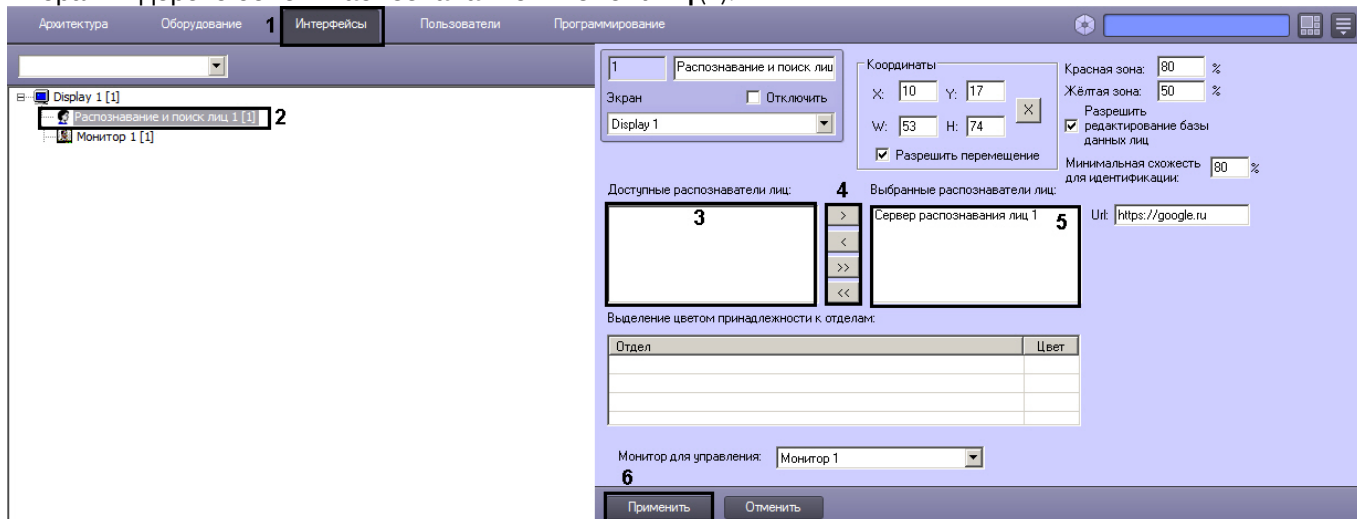 Архитектура Оборудование 1 Интерфейсы Пользователи Программирование
Display 1 [1]
Распознавание и поиск лиц 1 [1] 2
Монитор 1 [1]
1 Распознавание и поиск лиц
Экран Отключить
Display 1
Координаты
X: 10 Y: 17 X
W: 53 H: 74
Разрешить перемещение
Красная зона: 80 %
Жёлтая зона: 50 %
Разрешить
редактирование базы
данных лиц
Минимальная схожесть
для идентификации: 80 %
Доступные распознаватели лиц: 4 Выбранные распознаватели лиц:
3 > Сервер распознавания лиц 1 5 Url: https://google.ru
<
>>
<<
Выделение цветом принадлежности к отделам:
Отдел Цвет
Монитор для управления: Монитор 1
6
Применить Отменить